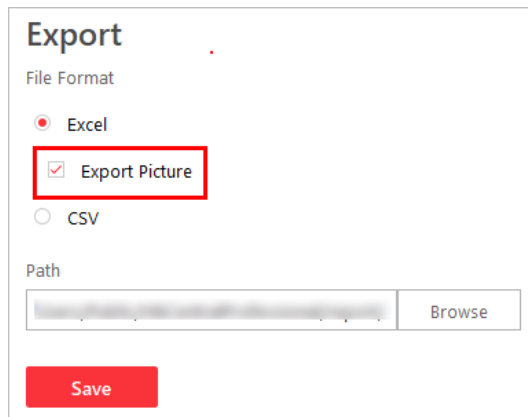 Export
File Format
Excel
Export Picture
CSV
Path
Browse
Save